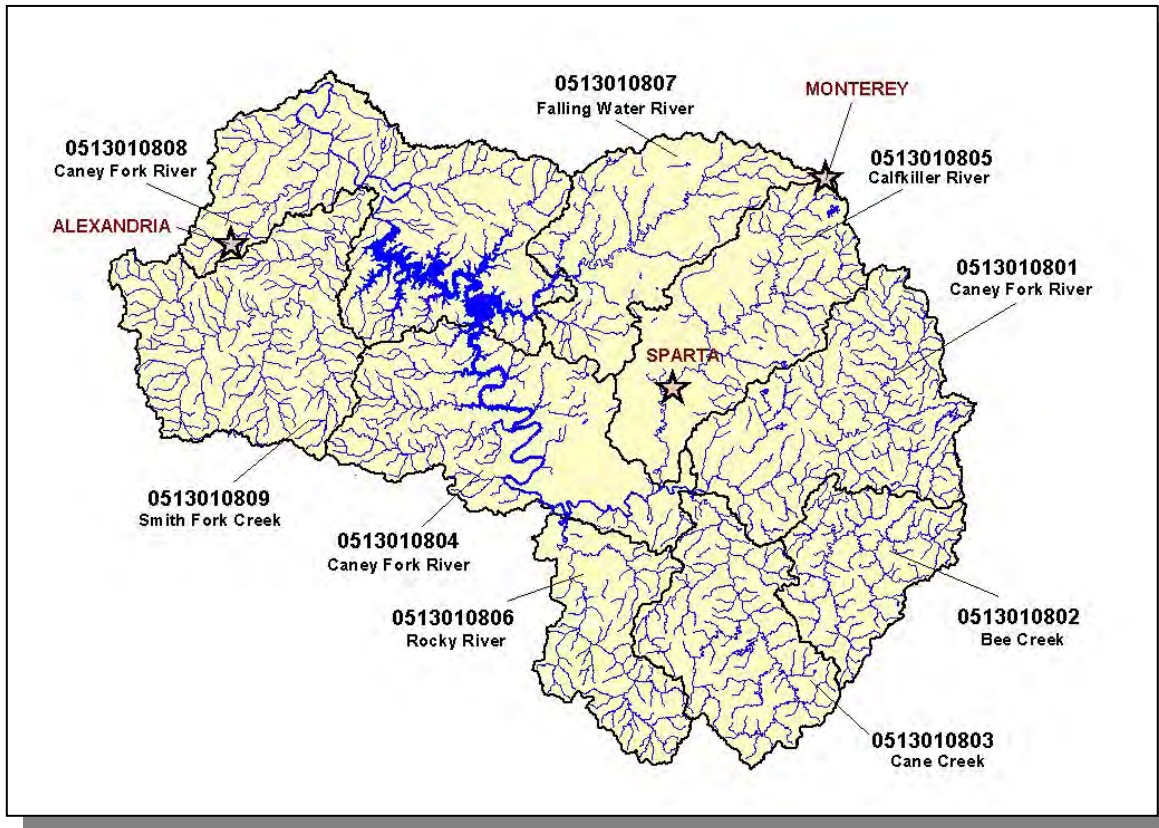 0513010807
Falling Water River
MONTEREY
0513010808
Caney Fork River
0513010805
Calfkiller River
ALEXANDRIA
0513010801
Caney Fork River
SPARTA
0513010809
Smith Fork Creek
0513010804
Caney Fork River
0513010806
Rocky River
0513010802
Bee Creek
0513010803
Cane Creek